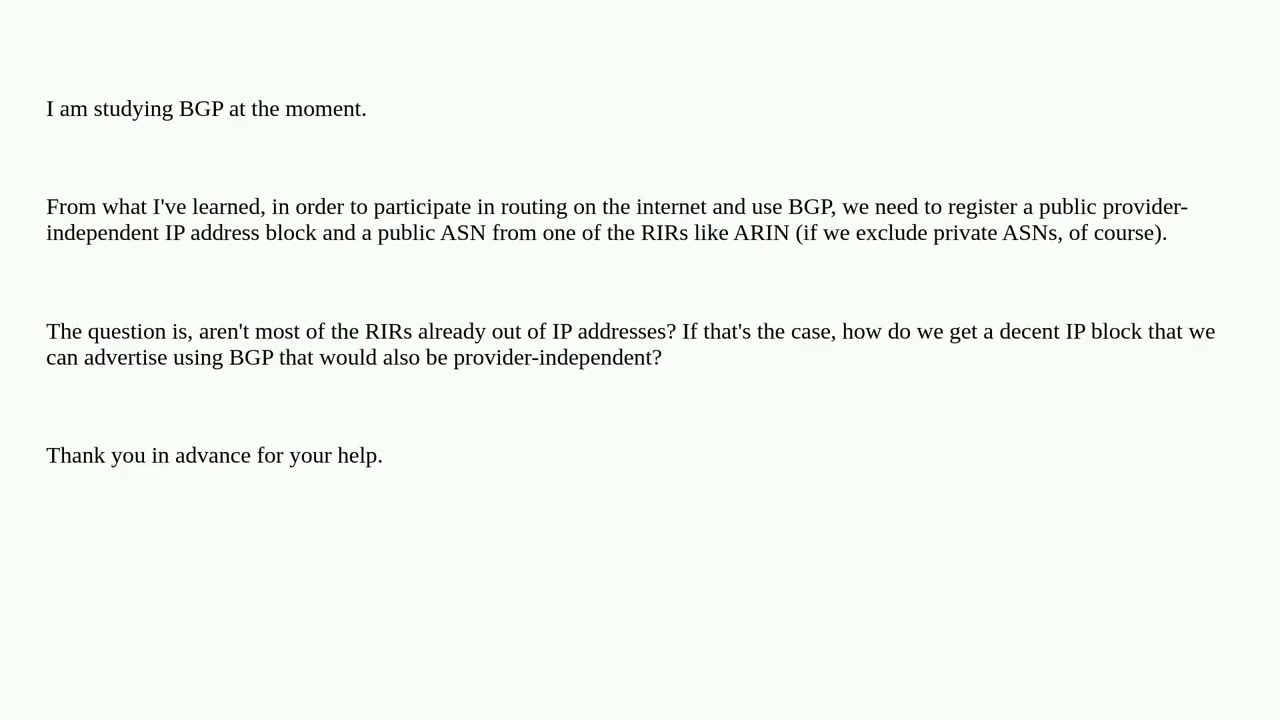 I am studying BGP at the moment.
From what I've learned, in order to participate in routing on the internet and use BGP, we need to register a public provider-
independent IP address block and a public ASN from one of the RIRs like ARIN (if we exclude private ASNs, of course).
The question is, aren't most of the RIRs already out of IP addresses? If that's the case, how do we get a decent IP block that we
can advertise using BGP that would also be provider-independent?
Thank you in advance for your help.